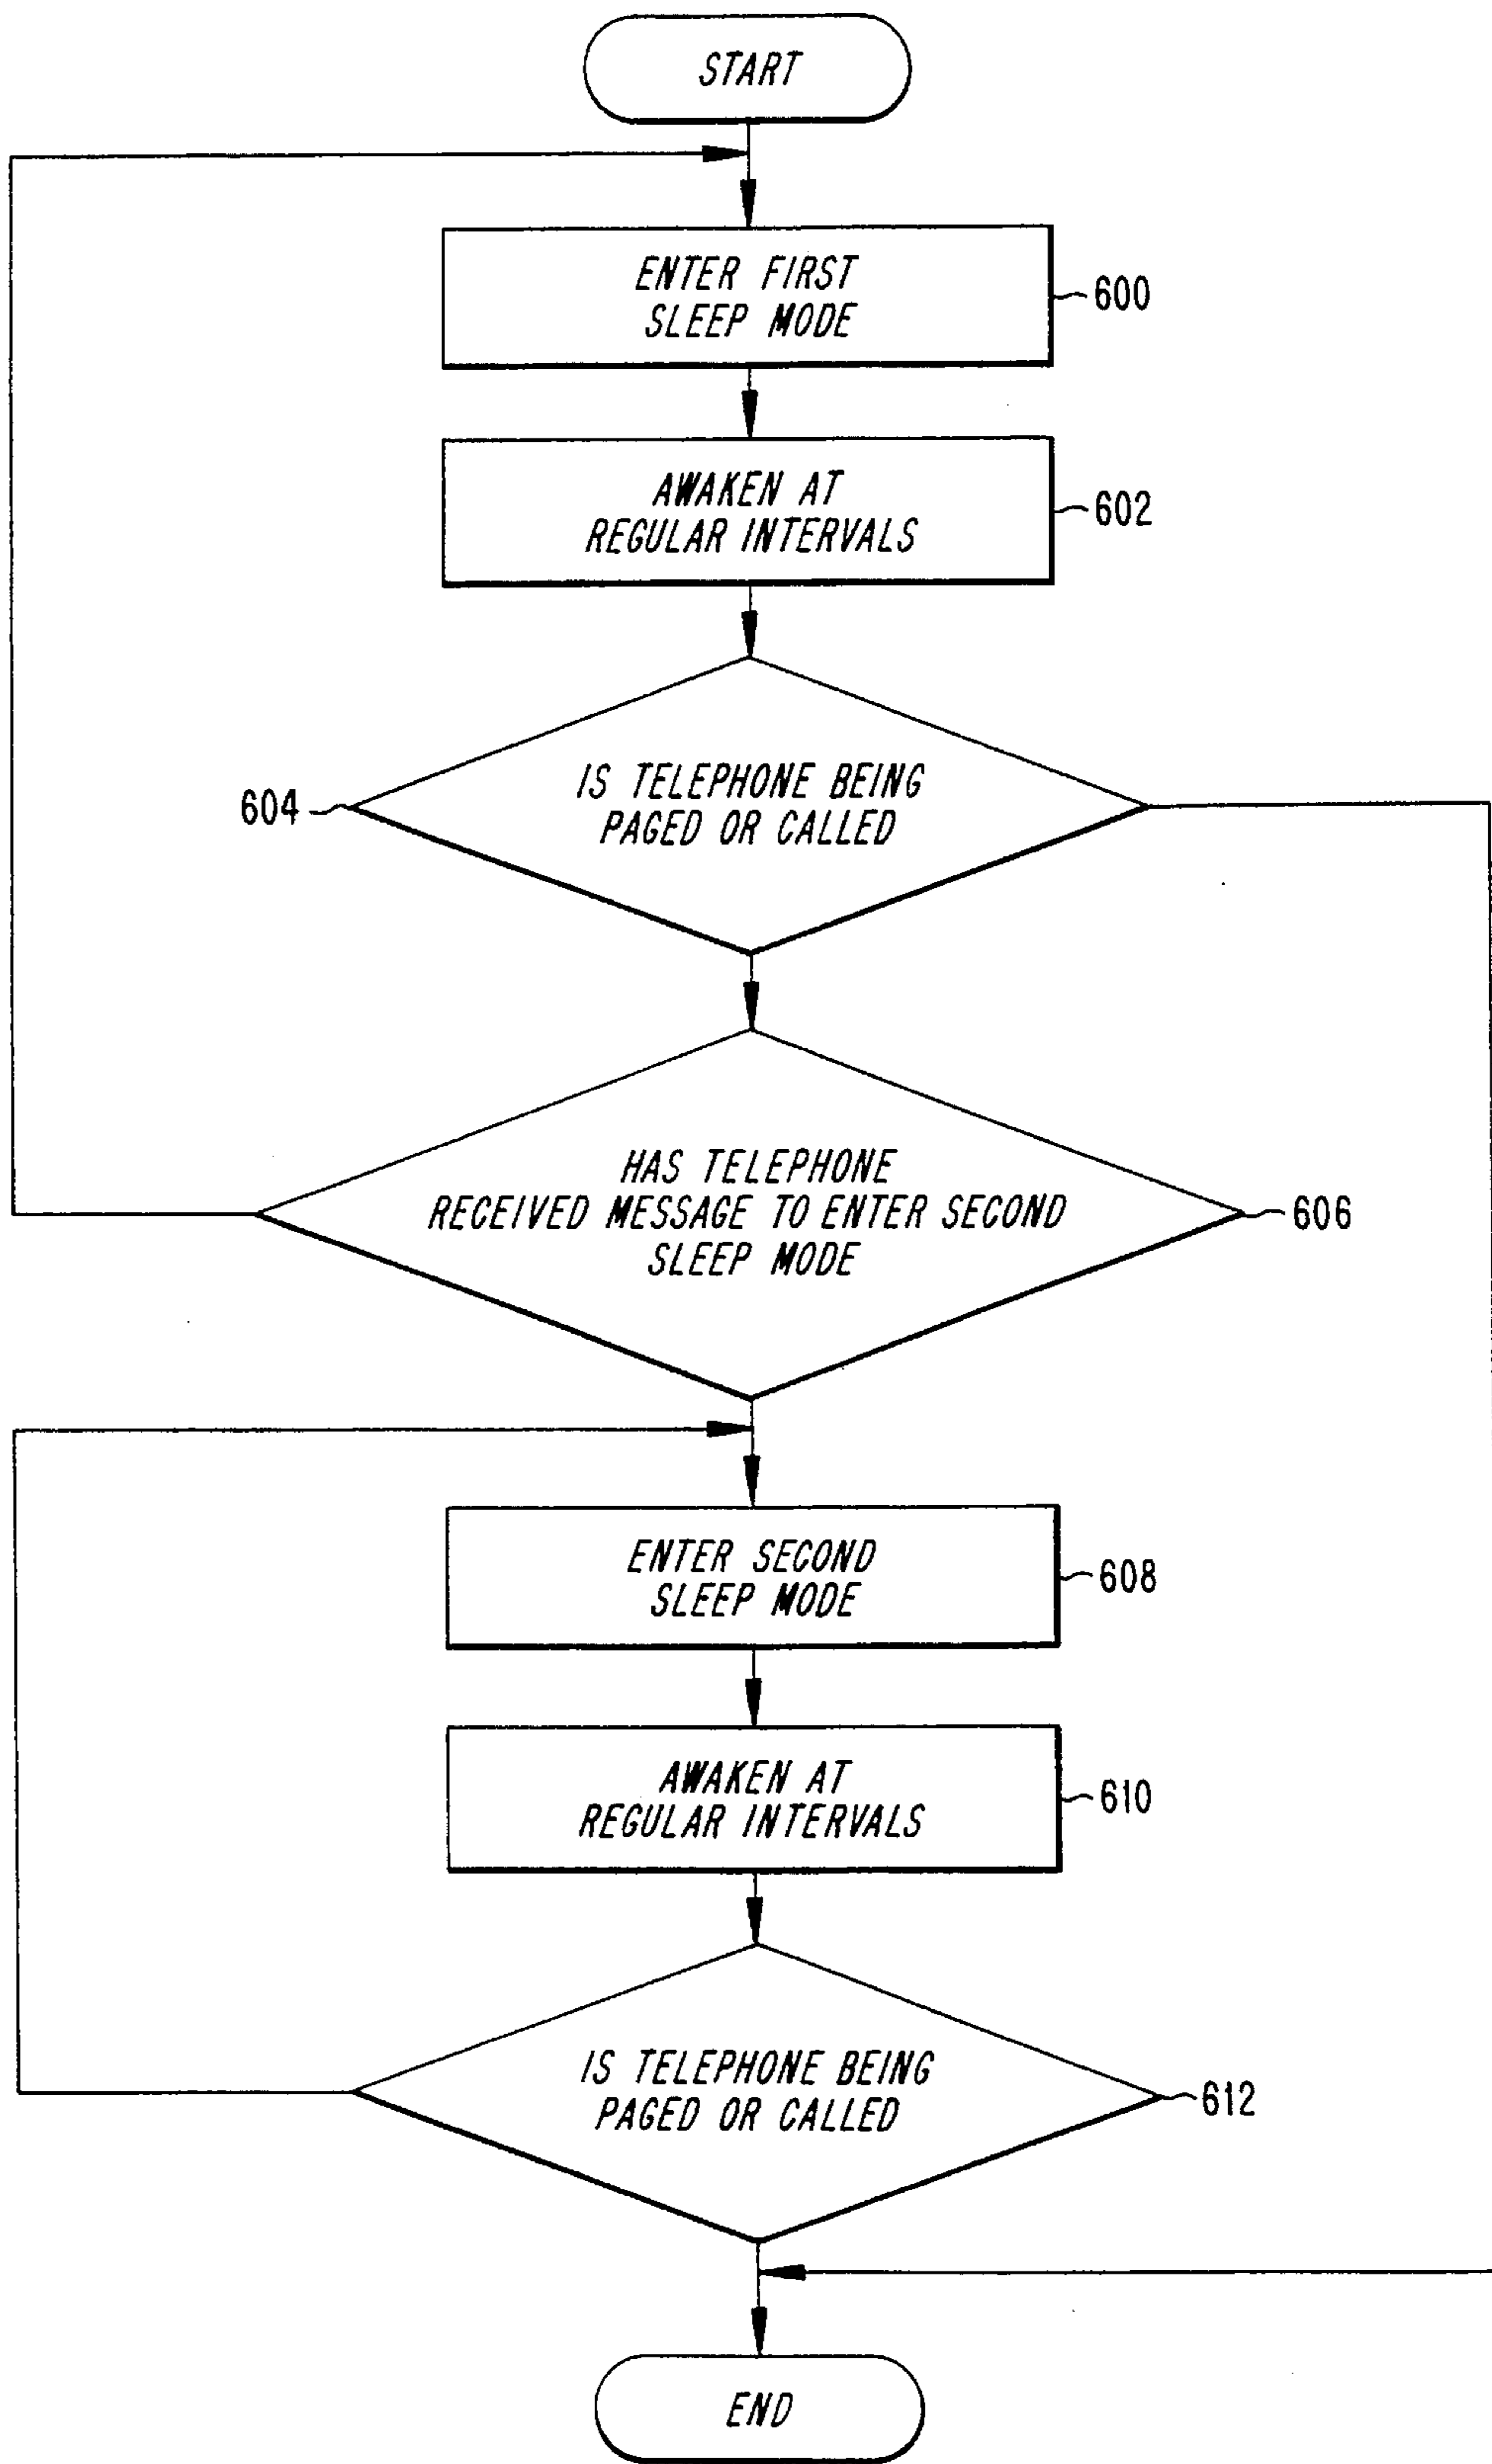 START
ENTER FIRST
SLEEP MODE
600
AWAKEN AT
REGULAR INTERVALS
602
IS TELEPHONE BEING
PAGED OR CALLED
604
HAS TELEPHONE
RECEIVED MESSAGE TO ENTER SECOND
SLEEP MODE
606
ENTER SECOND
SLEEP MODE
608
AWAKEN AT
REGULAR INTERVALS
610
IS TELEPHONE BEING
PAGED OR CALLED
612
END